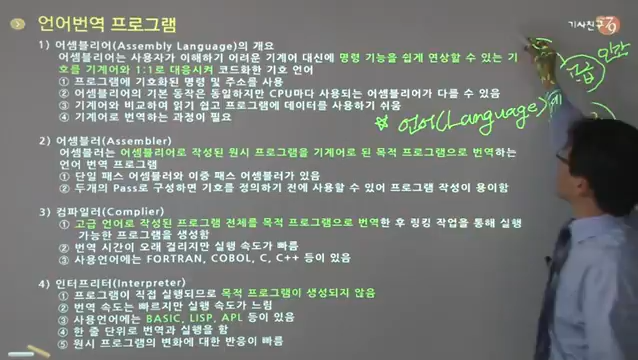 언어번역 프로그램
기사친구
1) 어셈블리어(Assembly Language)의 개요
어셈블리어는 사용자가 이해하기 어려운 기계어 대신에 명령 기능을 쉽게 연상할 수 있는 기
호를 기계어와 1:1로 대응시켜 코드화한 기호 언어
① 프로그램에 기호화된 명령 및 주소를 사용
② 어셈블리어의 기본 동작은 동일하지만 CPU마다 사용되는 어셈블리어가 다를 수 있음
③ 기계어와 비교하여 읽기 쉽고 프로그램에 데이터를 사용하기 쉬움
④ 기계어로 번역하는 과정이 필요
※ 언어(Language)
고급
인간
2) 어셈블러(Assembler)
어셈블러는 어셈블리어로 작성된 원시 프로그램을 기계어로 된 목적 프로그램으로 번역하는
언어 번역 프로그램
① 단일 패스 어셈블러와 이중 패스 어셈블러가 있음
② 두개의 Pass로 구성하면 기호를 정의하기 전에 사용할 수 있어 프로그램 작성이 용이함
3) 컴파일러(Complier)
① 고급 언어로 작성된 프로그램 전체를 목적 프로그램으로 번역한 후 링킹 작업을 통해 실행
가능한 프로그램을 생성함
② 번역 시간이 오래 걸리지만 실행 속도가 빠름
③ 사용언어에는 FORTRAN, COBOL, C, C++ 등이 있음
4) 인터프리터(Interpreter)
① 프로그램이 직접 실행되므로 목적 프로그램이 생성되지 않음
② 번역 속도는 빠르지만 실행 속도가 느림
③ 사용언어에는 BASIC, LISP, APL 등이 있음
④ 한 줄 단위로 번역과 실행을 함
⑤ 원시 프로그램의 변화에 대한 반응이 빠름